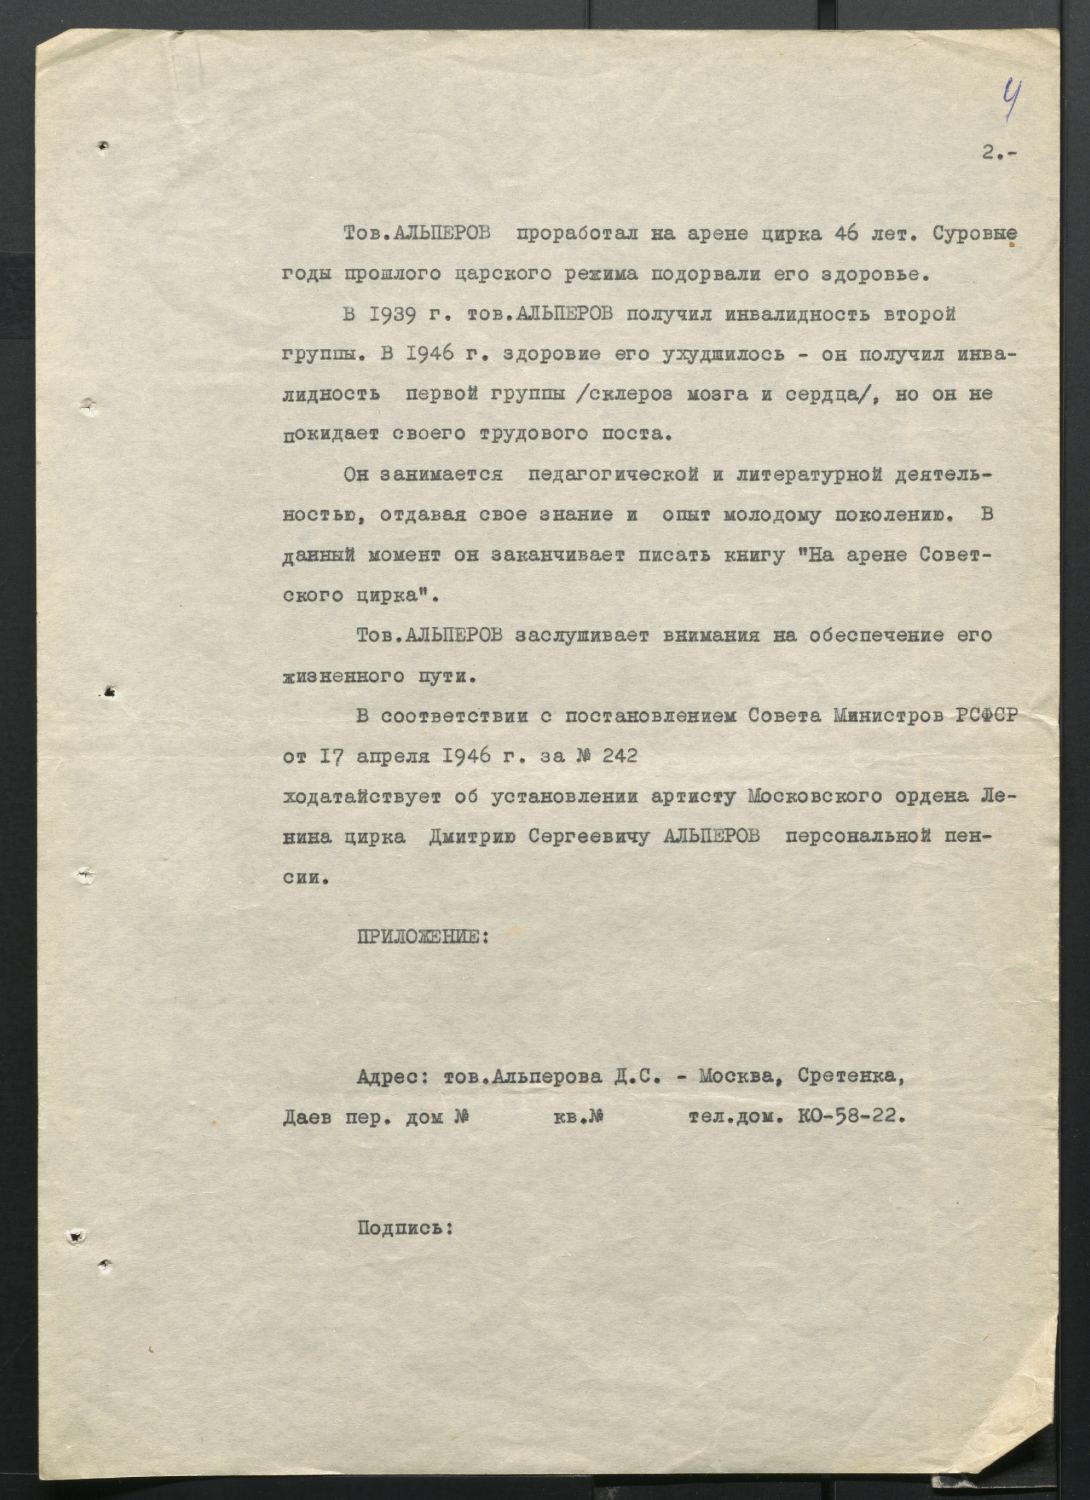 4
2.-
Тов.АЛЬПЕРОВ проработал на арене цирка 46 лет. Суровые
годы прошлого царского режима подорвали его здоровье.
В 1939 г. тов.АЛЬПЕРОВ получил инвалидность второй
группы. В 1946 г. здоровие его ухудшилось - он получил инва-
лидность первой группы /склероз мозга и сердца/, но он не
покидает своего трудового поста.
Он занимается педагогической и литературной деятель-
ностью, отдавая свое знание и опыт молодому поколению. В
данный момент он заканчивает писать книгу "На арене Совет-
ского цирка".
Тов.АЛЬПЕРОВ заслушивает внимания на обеспечение его
жизненного пути.
В соответствии с постановлением Совета Министров РСФСР
от 17 апреля 1946 г. за № 242
ходатайствует об установлении артисту Московского ордена Ле-
нина цирка Дмитрию Сергеевичу АЛЬПЕРОВ персональной пен-
сии.
ПРИЛОЖЕНИЕ:
Адрес: тов.Альперова Д.С. - Москва, Сретенка,
Даев пер. дом № кв.№ тел.дом. КО-58-22.
Подпись: